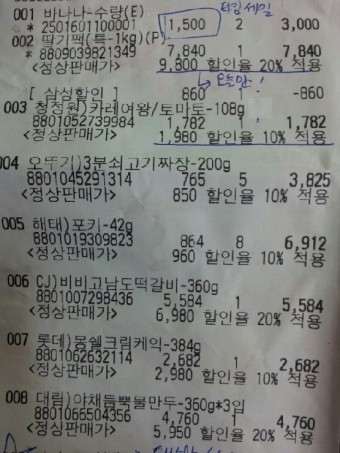 001 바나나-수량(E) 타임세일
* 2501601100001 1,500 2 3,000
002 딸기팩(특-1kg)(P)
* 8809039821349 7,840 1 7,840
<정상판매가> 9,800 할인율 20% 적용
[ 삼성할인 ] 860 1 -860
003 청정원)카레여왕/토마토-108g
8801052739984 1,782 1 1,782
<정상판매가> 1,980 할인율 10% 적용
004 오뚜기)3분쇠고기짜장-200g
8801045291314 765 5 3,825
<정상판매가> 850 할인율 10% 적용
005 해태)포키-42g
8801019309823 864 8 6,912
<정상판매가> 960 할인율 10% 적용
006 CJ)비비고남도떡갈비-360g
8801007298436 5,584 1 5,584
<정상판매가> 6,980 할인율 20% 적용
007 롯데)몽쉘크림케익-384g
8801062632114 2,682 1 2,682
<정상판매가> 2,980 할인율 10% 적용
008 대림)야채듬뿍물만두-360g*3입
8801066504356 4,760 1 4,760
<정상판매가> 5,950 할인율 20% 적용